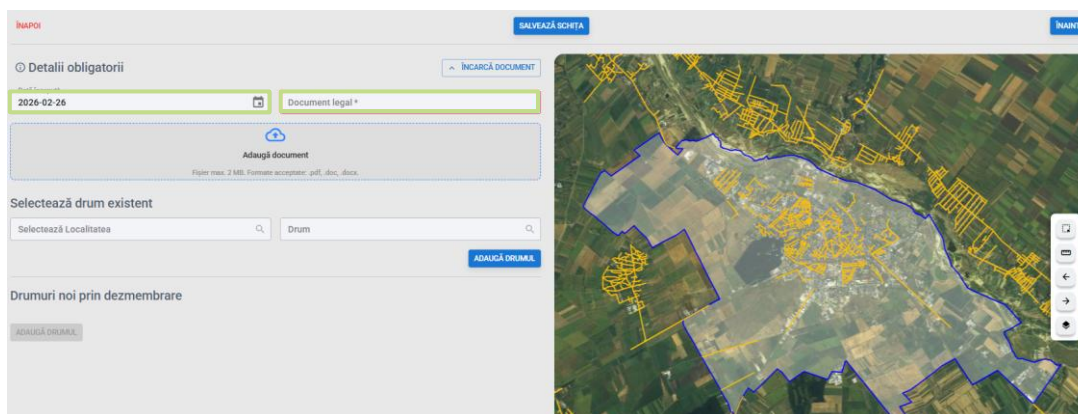 ÎNAPOI
SALVEAZĂ SCHIȚA
ÎNAINT
Detalii obligatorii
ÎNCARCĂ DOCUMENT
2026-02-26
Document legal *
Adaugă document
Fișier max. 2 MB. Formate acceptate: .pdf, .doc, .docx.
Selectează drum existent
Selectează Localitatea
Drum
ADAUGĂ DRUMUL
Drumuri noi prin dezmembrare
ADAUGĂ DRUMUL